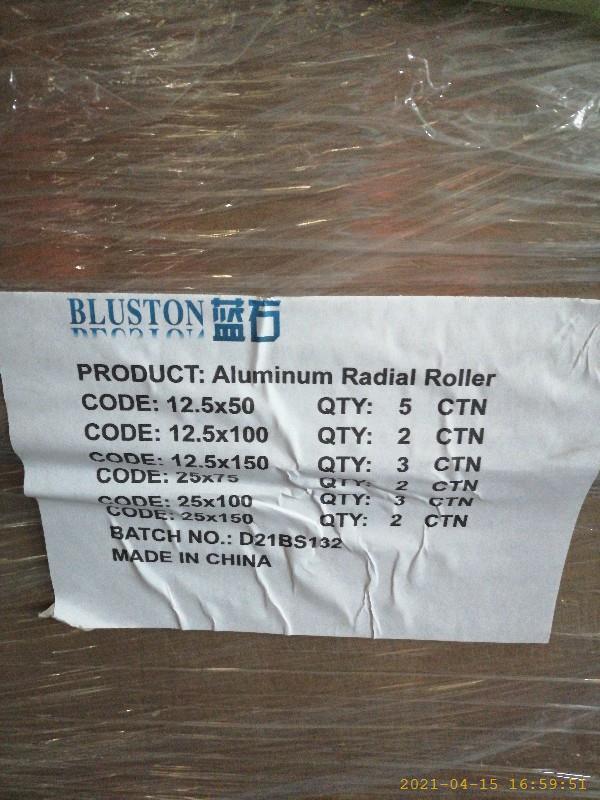 BLUSTON 蓝石
PRODUCT: Aluminum Radial Roller
CODE: 12.5x50 QTY: 5 CTN
CODE: 12.5x100 QTY: 2 CTN
CODE: 12.5x150 QTY: 3 CTN
CODE: 25x75 QTY: 2 CTN
CODE: 25x100 QTY: 3 CTN
CODE: 25x150 QTY: 2 CTN
BATCH NO.: D21BS132
MADE IN CHINA
2021-04-15 16:59:51